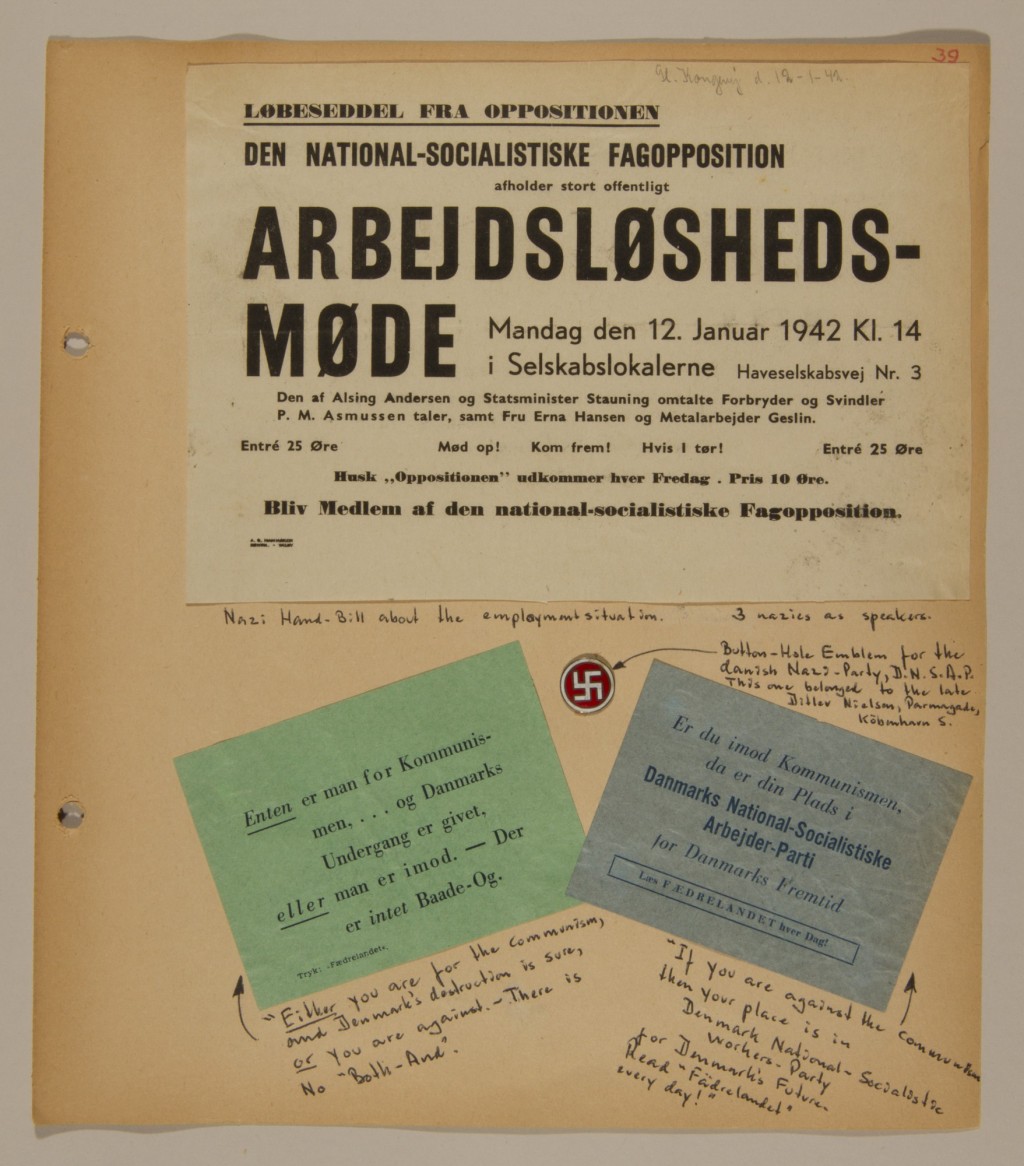 39
Gl. Kongevej d. 12-1-42.
LØBESEDDEL FRA OPPOSITIONEN
DEN NATIONAL-SOCIALISTISKE FAGOPPOSITION
afholder stort offentligt
ARBEJDSLØSHEDS-
MØDE
Mandag den 12. Januar 1942 Kl. 14
i Selskabslokalerne Haveselskabsvej Nr. 3
Den af Alsing Andersen og Statsminister Stauning omtalte Forbryder og Svindler
P. M. Asmussen taler, samt Fru Erna Hansen og Metalarbejder Geslin.
Entré 25 Øre Mød op! Kom frem! Hvis I tør! Entré 25 Øre
Husk „Oppositionen” udkommer hver Fredag . Pris 10 Øre.
Bliv Medlem af den national-socialistiske Fagopposition.
Nazi Hand-Bill about the employmentsituation. 3 nazies as speakers.
Button-Hole Emblem for the
danish Nazi-Party, D.N.S.A.P.
This one belonged to the late
Ditlev Nielsen, Parmagade,
Köbenhavn S.
Enten er man for Kommunis-
men, . . . og Danmarks
Undergang er givet,
eller man er imod. — Der
er intet Baade-Og.
Tryk: »Fædrelandet«.
Er du imod Kommunismen,
da er din Plads i
Danmarks National-Socialistiske
Arbejder-Parti
for Danmarks Fremtid
Læs FÆDRELANDET hver Dag!
"Either you are for the communism,
and Denmark's destruction is sure,
or you are against. - There is
No "Both-And".
"If you are against the communism
then your place is in
Denmark National-Socialistic
Workers-Party
for Denmark's Future.
Read "Fädrelandet"
every day!"